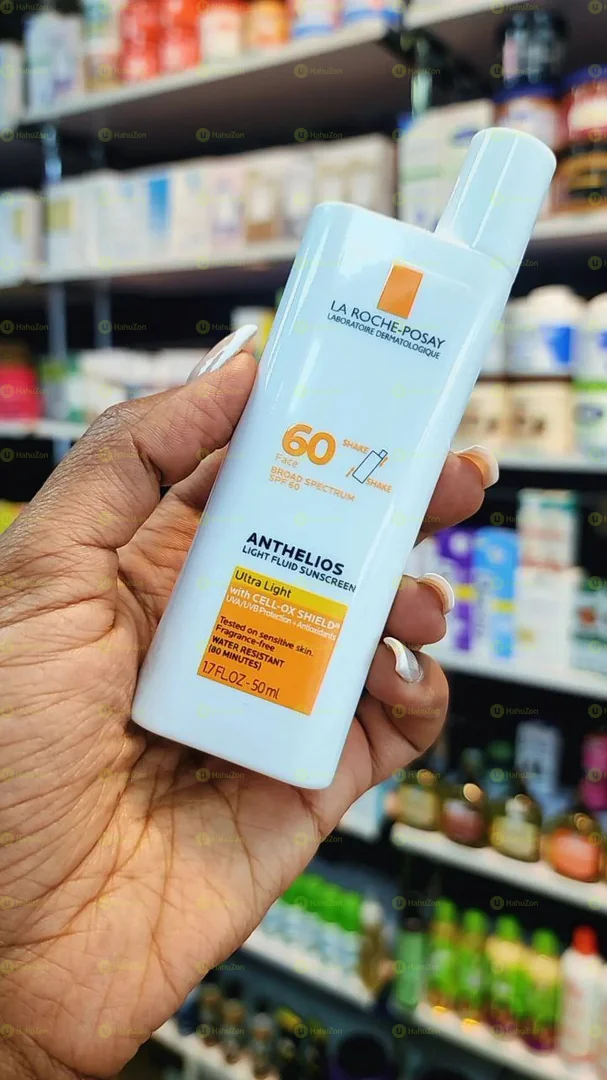 LA ROCHE-POSAY
LABORATOIRE DERMATOLOGIQUE
60
Face
BROAD SPECTRUM
SPF 60
SHAKE
SHAKE
ANTHELIOS
LIGHT FLUID SUNSCREEN
Ultra Light
with CELL-OX SHIELD®
UVA/UVB Protection + Antioxidants
Tested on sensitive skin.
Fragrance-free
WATER RESISTANT
(80 MINUTES)
1.7 FL.OZ - 50 ml
HahuZon